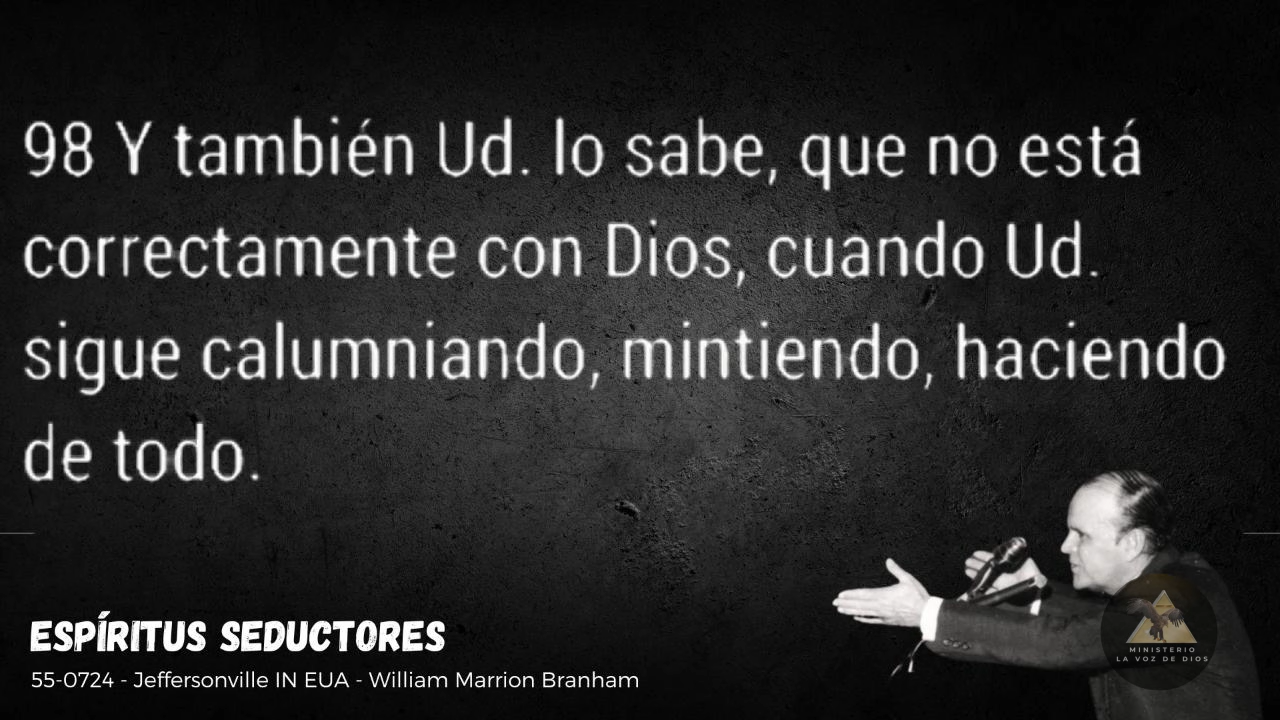 98 Y también Ud. lo sabe, que no está
correctamente con Dios, cuando Ud.
sigue calumniando, mintiendo, haciendo
de todo.
ESPÍRITUS SEDUCTORES
55-0724 - Jeffersonville IN EUA - William Marrion Branham
MINISTERIO
LA VOZ DE DIOS